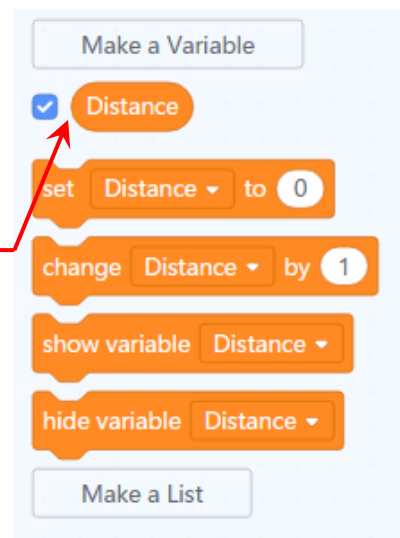 Make a Variable
Distance
set Distance to 0
change Distance by 1
show variable Distance
hide variable Distance
Make a List